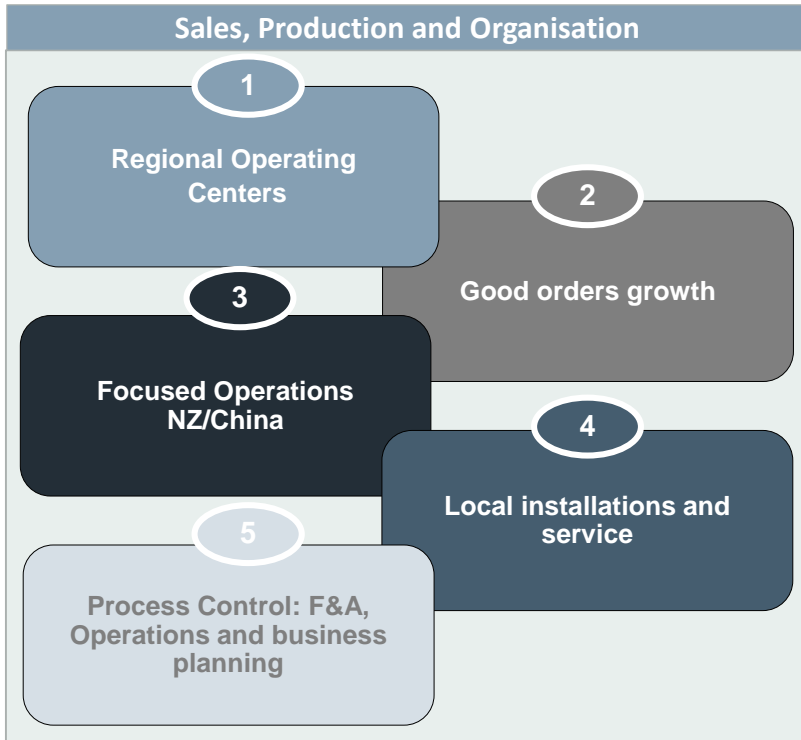 Sales, Production and Organisation
1
Regional Operating
Centers
2
Good orders growth
3
Focused Operations
NZ/China
4
Local installations and
service
5
Process Control: F&A,
Operations and business
planning